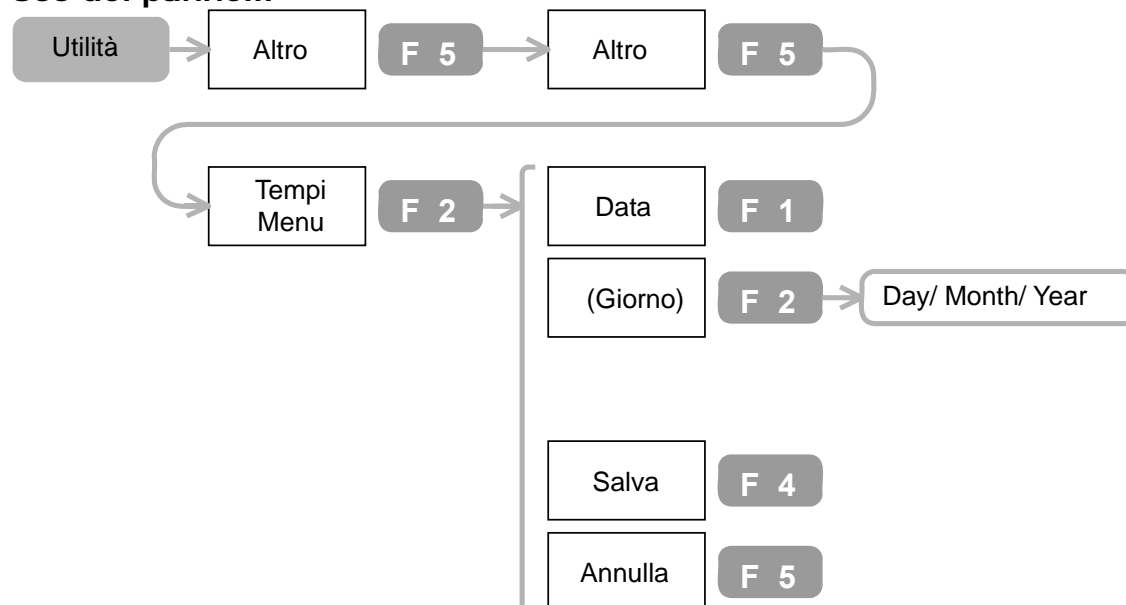 Utilità Altro F 5 Altro F 5
Tempi Menu F 2 Data F 1
(Giorno) F 2 Day/ Month/ Year
Salva F 4
Annulla F 5